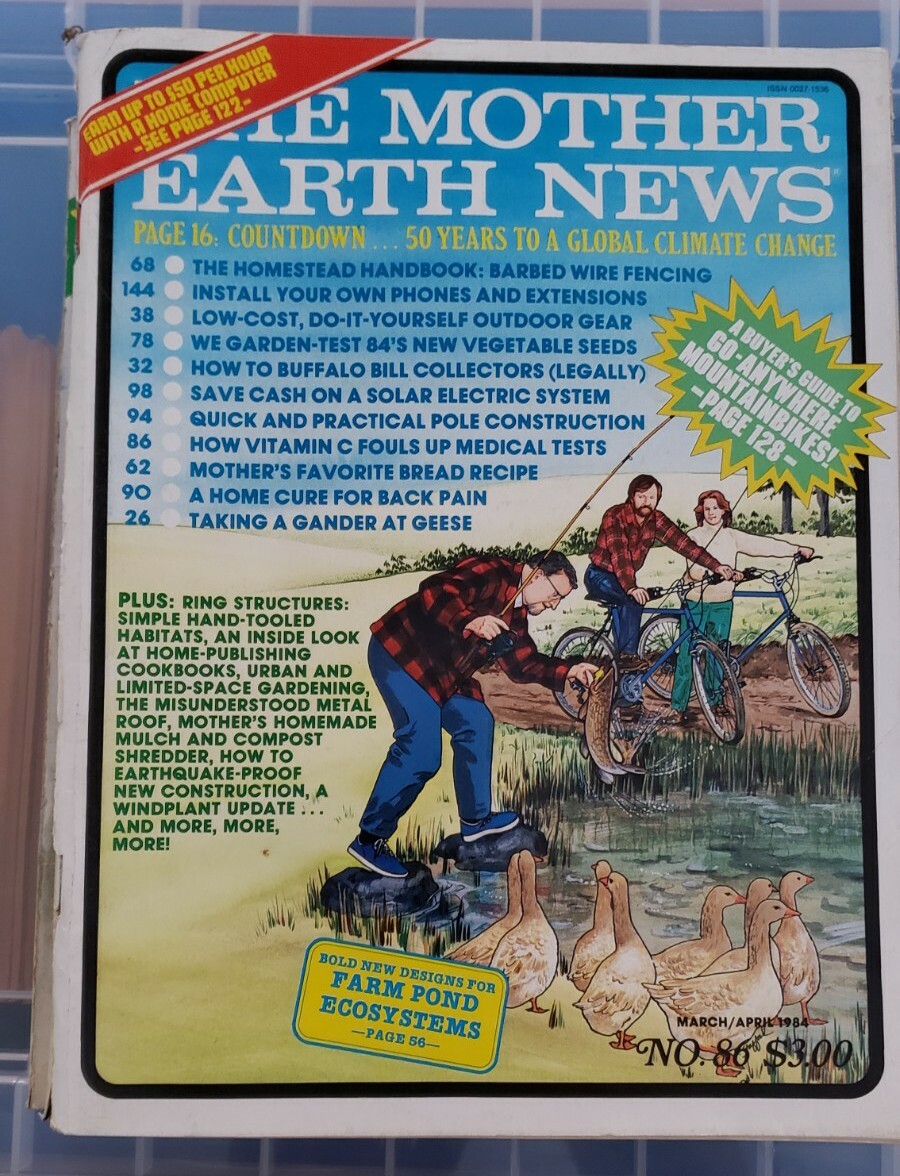 EARN UP TO $50 PER HOUR
WITH A HOME COMPUTER
-SEE PAGE 122-
ISSN 0027-1536
THE MOTHER
EARTH NEWS®
PAGE 16: COUNTDOWN . . . 50 YEARS TO A GLOBAL CLIMATE CHANGE
68 THE HOMESTEAD HANDBOOK: BARBED WIRE FENCING
144 INSTALL YOUR OWN PHONES AND EXTENSIONS
38 LOW-COST, DO-IT-YOURSELF OUTDOOR GEAR
78 WE GARDEN-TEST 84'S NEW VEGETABLE SEEDS
32 HOW TO BUFFALO BILL COLLECTORS (LEGALLY)
98 SAVE CASH ON A SOLAR ELECTRIC SYSTEM
94 QUICK AND PRACTICAL POLE CONSTRUCTION
86 HOW VITAMIN C FOULS UP MEDICAL TESTS
62 MOTHER'S FAVORITE BREAD RECIPE
90 A HOME CURE FOR BACK PAIN
26 TAKING A GANDER AT GEESE
A BUYER'S GUIDE TO
GO-ANYWHERE
MOUNTAINBIKES!
-PAGE 128-
PLUS: RING STRUCTURES:
SIMPLE HAND-TOOLED
HABITATS, AN INSIDE LOOK
AT HOME-PUBLISHING
COOKBOOKS, URBAN AND
LIMITED-SPACE GARDENING,
THE MISUNDERSTOOD METAL
ROOF, MOTHER'S HOMEMADE
MULCH AND COMPOST
SHREDDER, HOW TO
EARTHQUAKE-PROOF
NEW CONSTRUCTION, A
WINDPLANT UPDATE . . .
AND MORE, MORE,
MORE!
BOLD NEW DESIGNS FOR
FARM POND
ECOSYSTEMS
—PAGE 56—
MARCH/APRIL 1984
NO. 86 $3.00